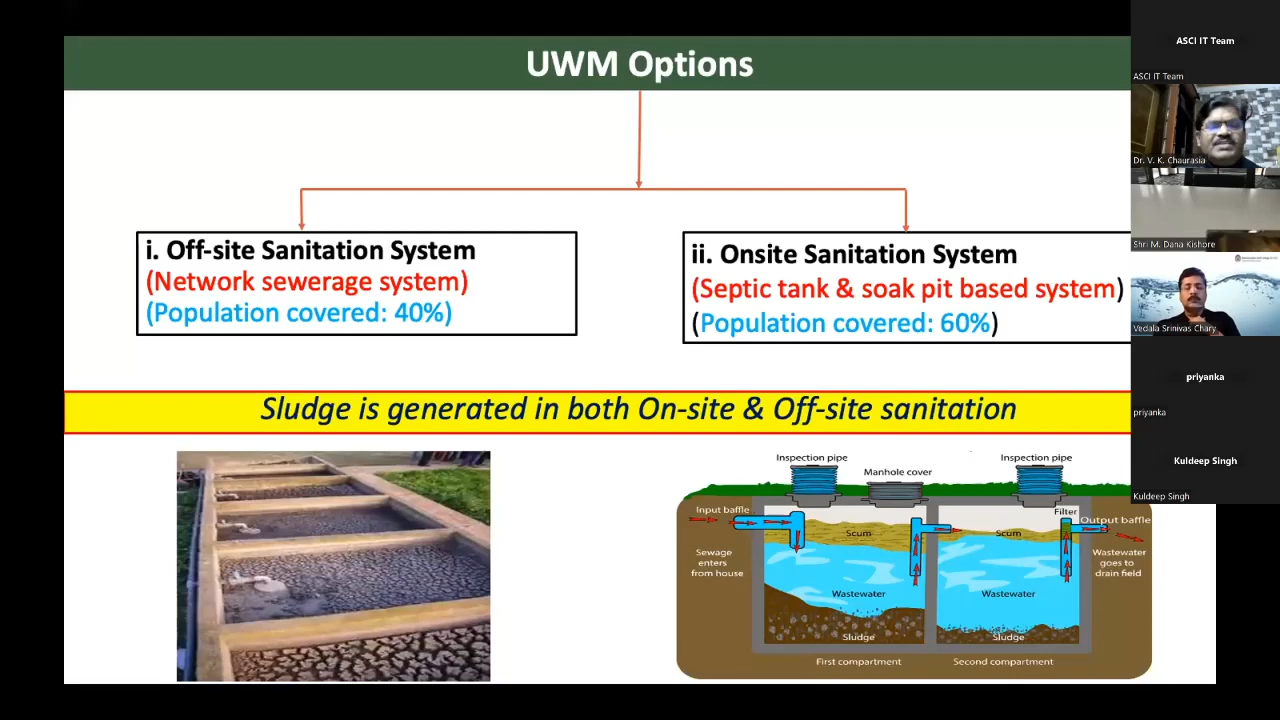 UWM Options
i. Off-site Sanitation System
(Network sewerage system)
(Population covered: 40%)
ii. Onsite Sanitation System
(Septic tank & soak pit based system)
(Population covered: 60%)
Sludge is generated in both On-site & Off-site sanitation
Inspection pipe
Manhole cover
Inspection pipe
Input baffle
Filter
Output baffle
Scum
Scum
Sewage
enters
from house
Wastewater
goes to
drain field
Wastewater
Wastewater
Sludge
Sludge
First compartment
Second compartment
ASCI IT Team
ASCI IT Team
Dr. V. K. Chaurasia
Shri M. Dana Kishore
Vedala Srinivas Chary
priyanka
priyanka
Kuldeep Singh
Kuldeep Singh